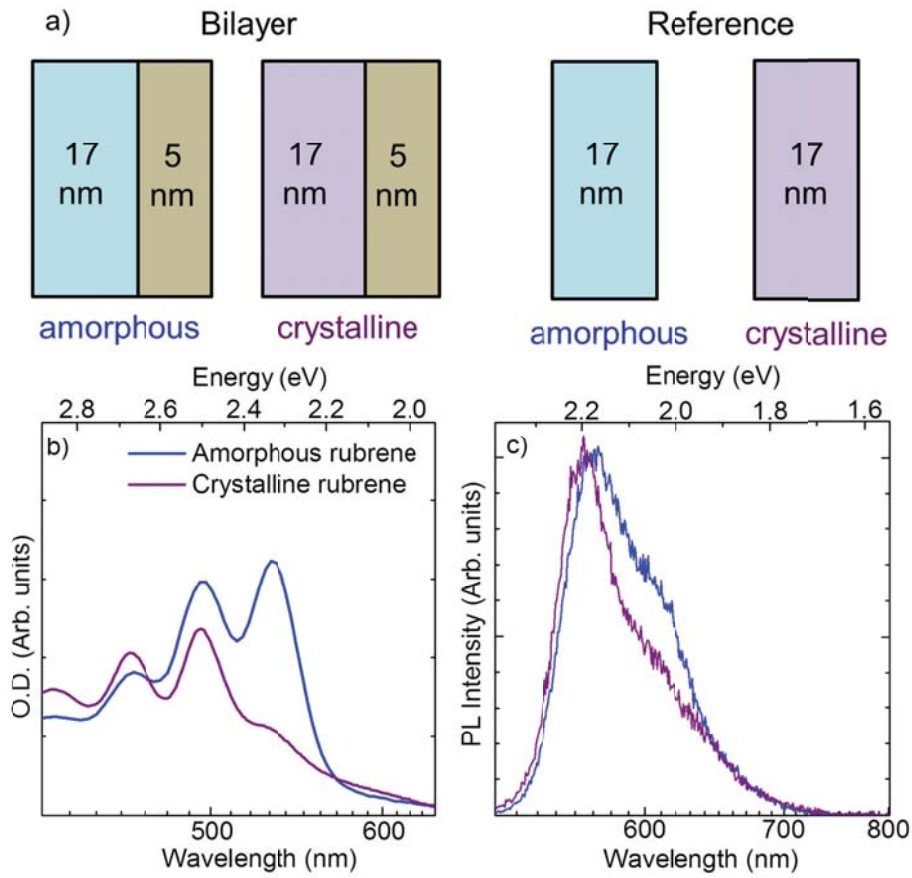 a) Bilayer Reference
17 nm 5 nm 17 nm 5 nm 17 nm 17 nm
amorphous crystalline amorphous crystalline
Energy (eV) Energy (eV)
2.8 2.6 2.4 2.2 2.0 2.2 2.0 1.8 1.6
b) Amorphous rubrene c)
Crystalline rubrene
O.D. (Arb. units)
PL Intensity (Arb. units)
500 600 600 700 800
Wavelength (nm) Wavelength (nm)